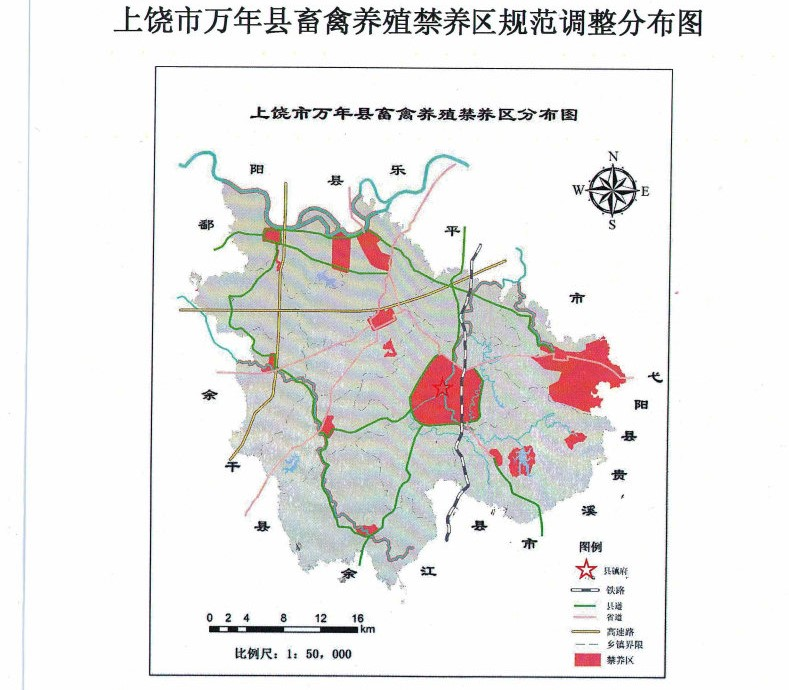 上饶市万年县畜禽养殖禁养区规范调整分布图
上饶市万年县畜禽养殖禁养区分布图
N
W
E
S
阳
县
乐
鄱
平
市
弋
阳
县
余
干
县
贵
溪
市
县
江
余
图例
县镇府
铁路
县道
省道
高速路
乡镇界限
禁养区
0 2 4 8 12 16
km
比例尺: 1: 50, 000